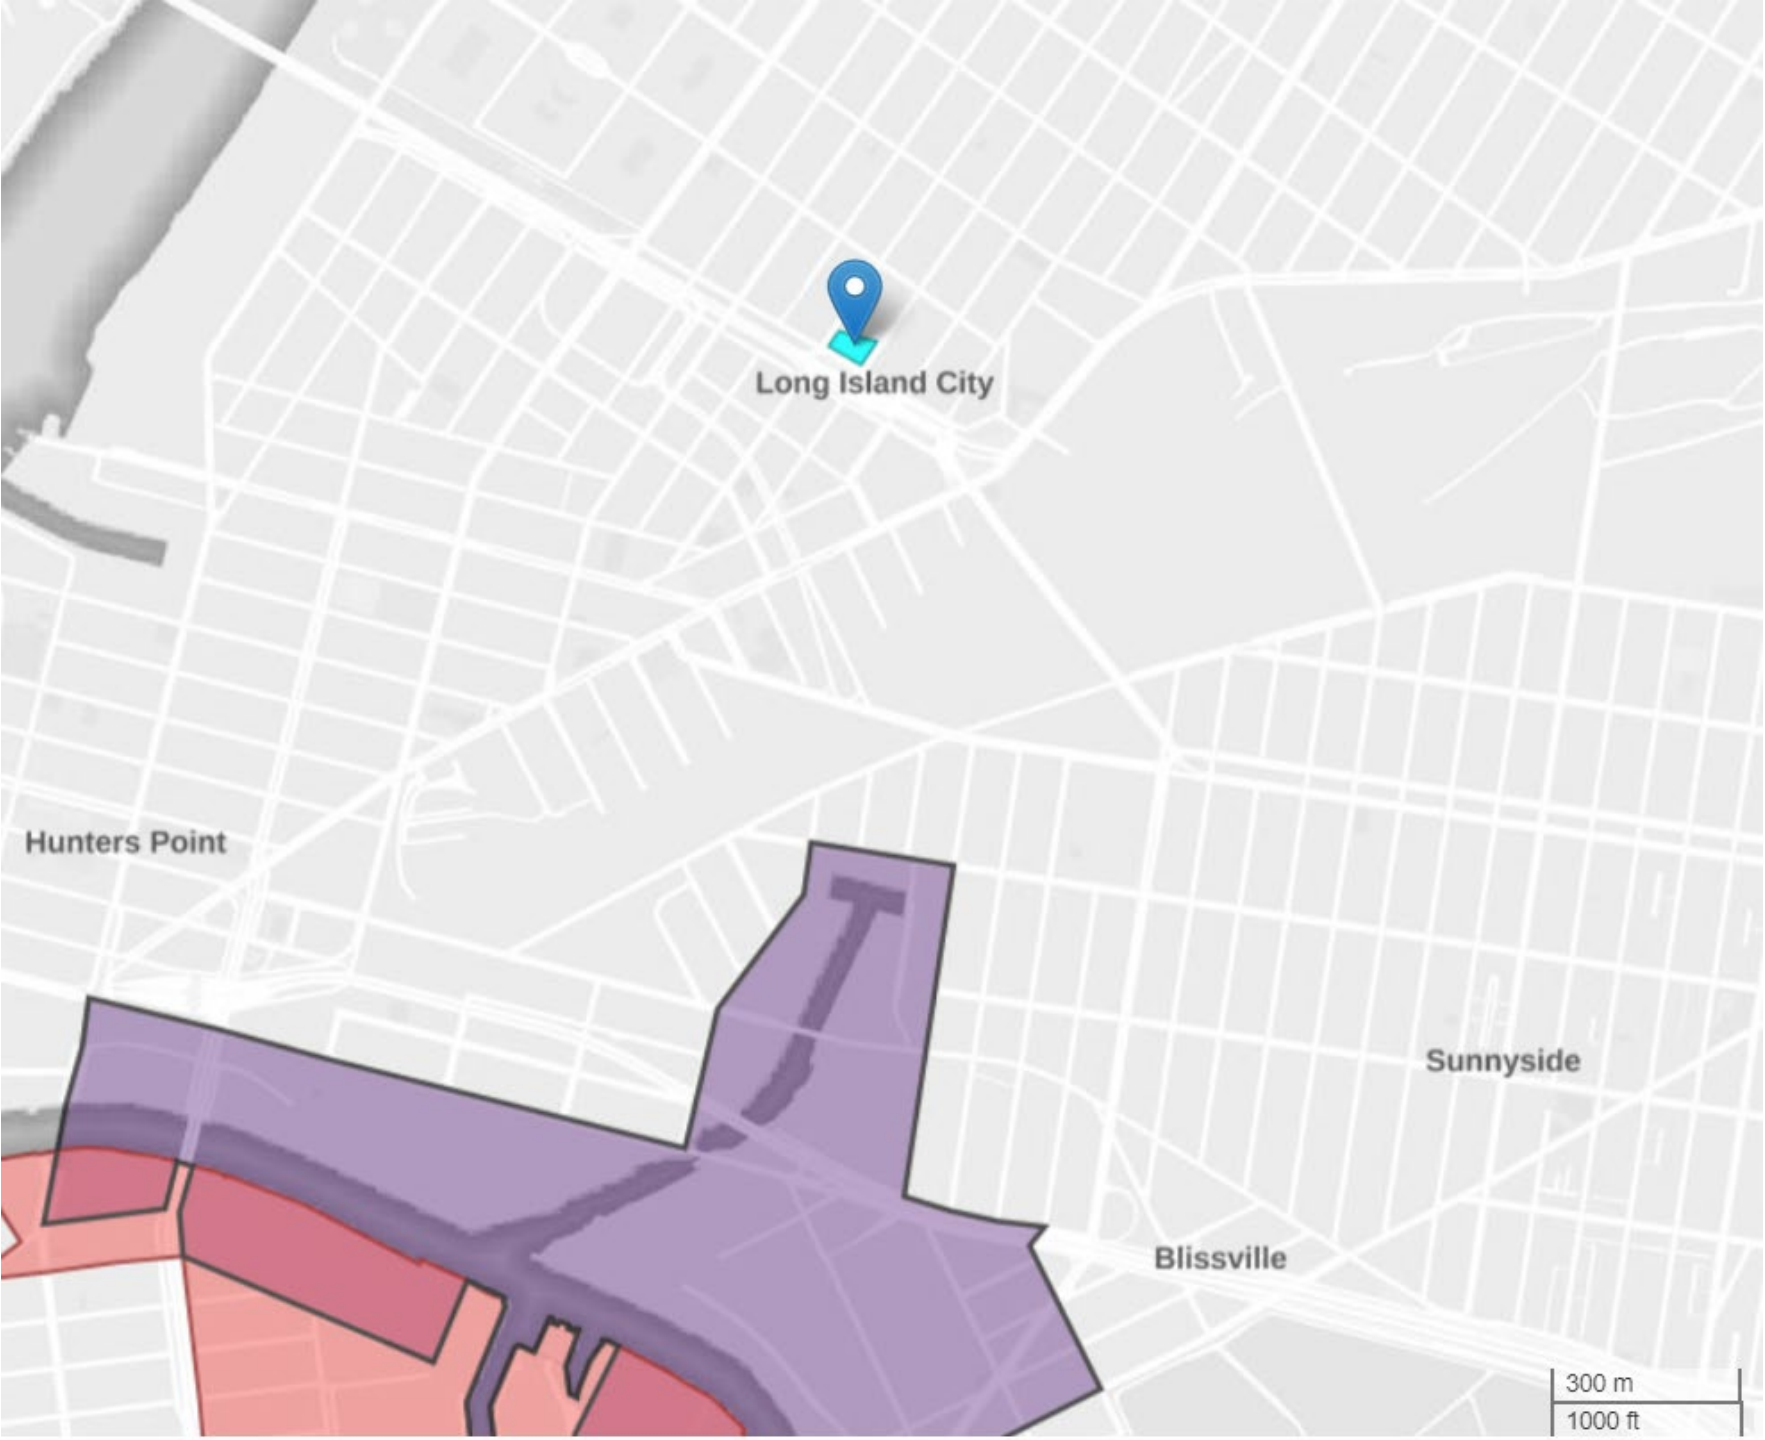 Long Island City
Hunters Point
Sunnyside
Blissville
300 m
1000 ft